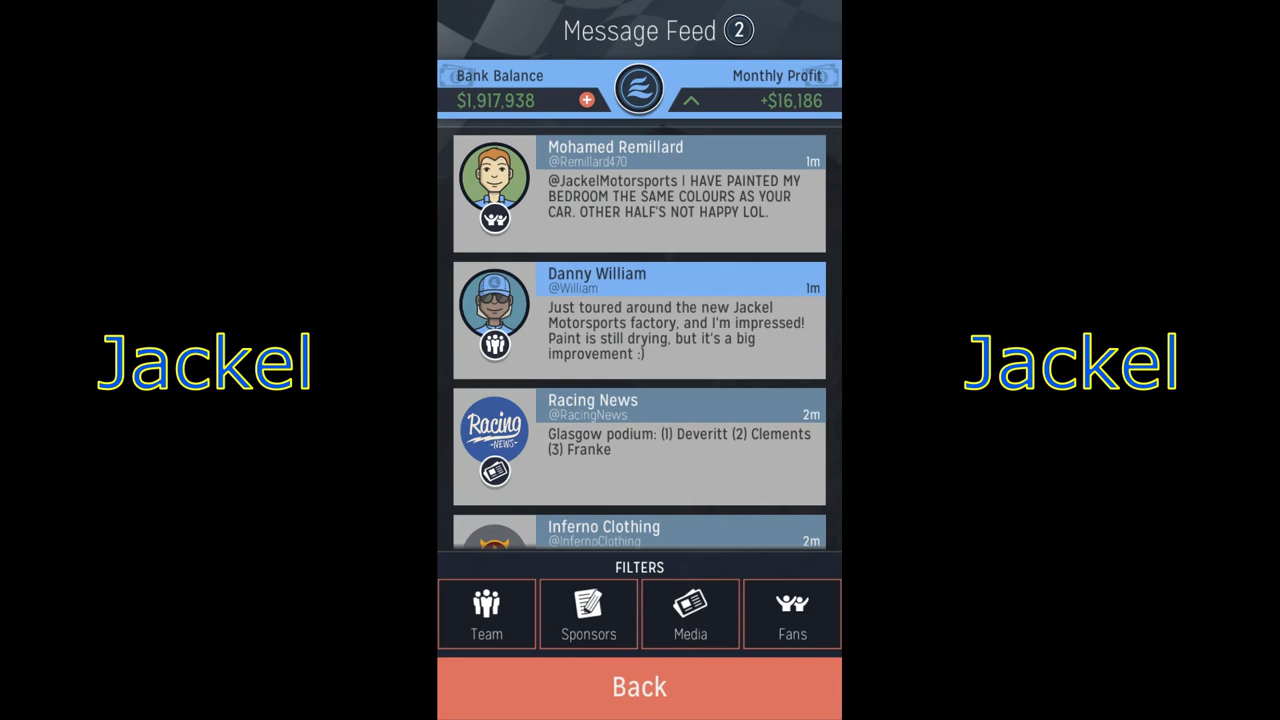 Message Feed 2
Bank Balance
Monthly Profit
$1,917,938
+$16,186
Mohamed Remillard
@Remillard470
1m
@JackelMotorsports I HAVE PAINTED MY
BEDROOM THE SAME COLOURS AS YOUR
CAR. OTHER HALF'S NOT HAPPY LOL.
Danny William
@William
1m
Just toured around the new Jackel
Motorsports factory, and I'm impressed!
Paint is still drying, but it's a big
improvement :)
Jackel
Jackel
Racing News
@RacingNews
2m
Racing
-NEWS-
Glasgow podium: (1) Deveritt (2) Clements
(3) Franke
Inferno Clothing
@InfernoClothing
2m
FILTERS
Team
Sponsors
Media
Fans
Back